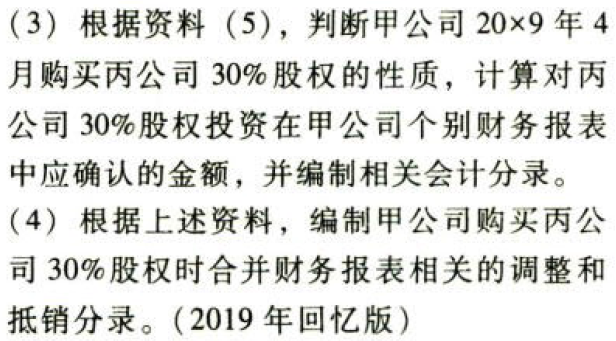 （3）根据资料（5），判断甲公司 20×9 年 4
月购买丙公司 30%股权的性质，计算对丙
公司 30%股权投资在甲公司个别财务报表
中应确认的金额，并编制相关会计分录。
（4）根据上述资料，编制甲公司购买丙公
司 30%股权时合并财务报表相关的调整和
抵销分录。（2019 年回忆版）